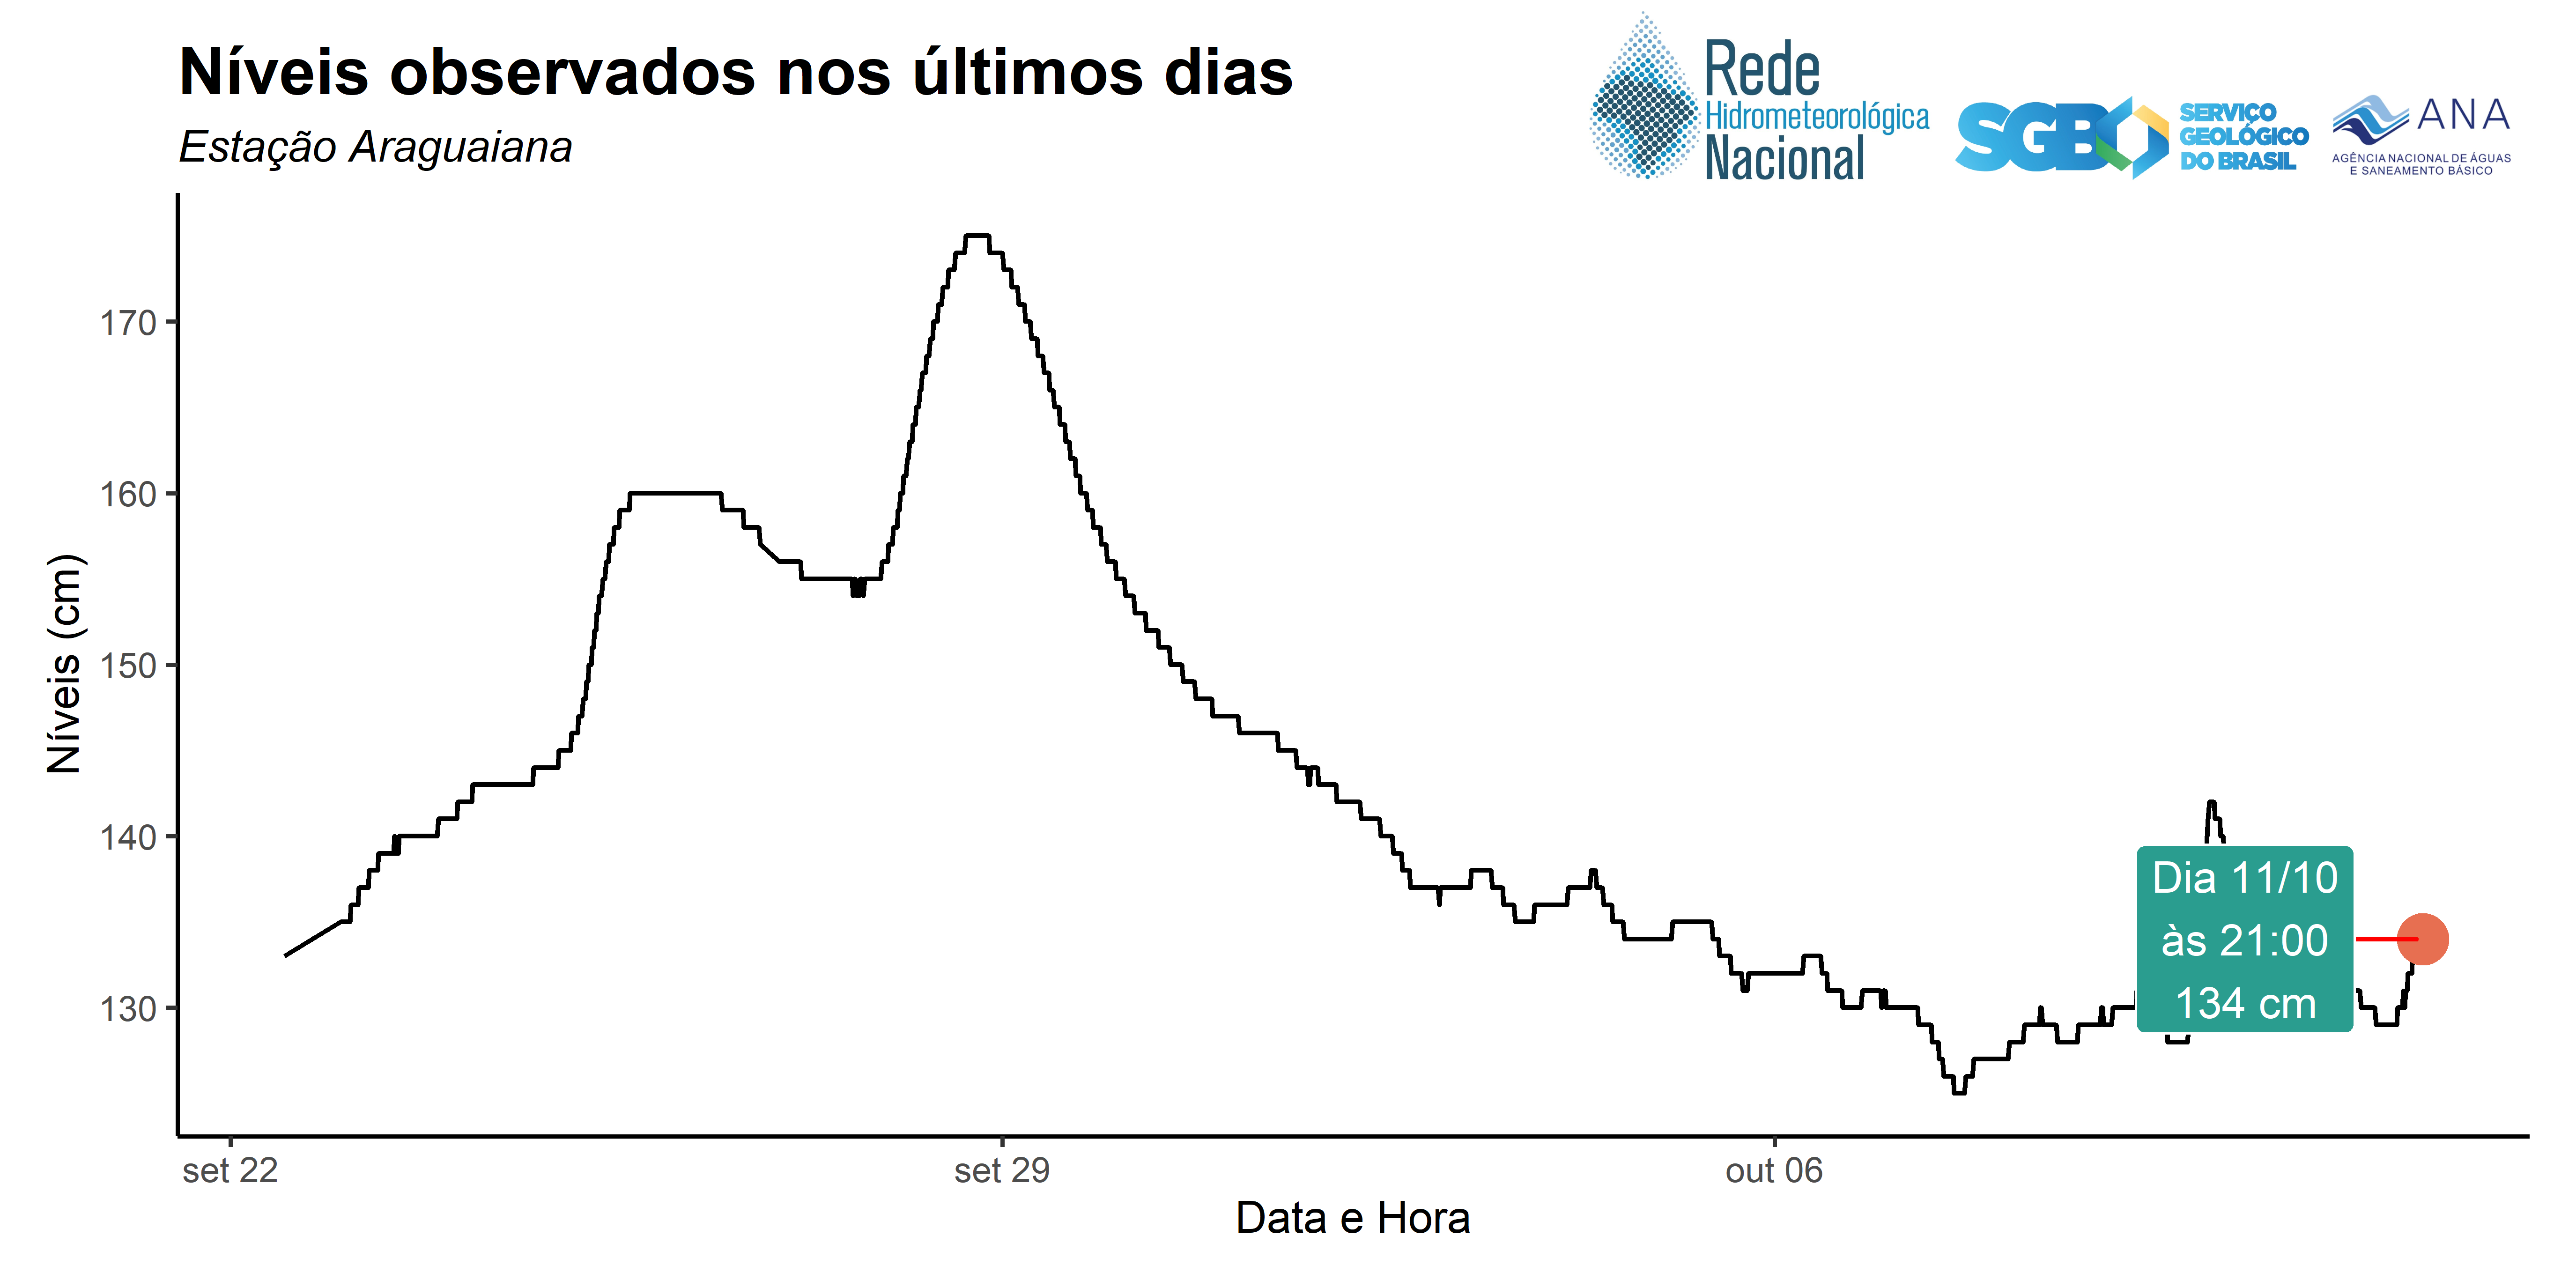 Níveis observados nos últimos dias
Estação Araguaiana
Rede
Hidrometeorológica
Nacional
SGB
SERVIÇO
GEOLÓGICO
DO BRASIL
ANA
AGÊNCIA NACIONAL DE ÁGUAS
E SANEAMENTO BÁSICO
Níveis (cm)
170
160
150
140
130
Dia 11/10
às 21:00
134 cm
set 22
set 29
out 06
Data e Hora